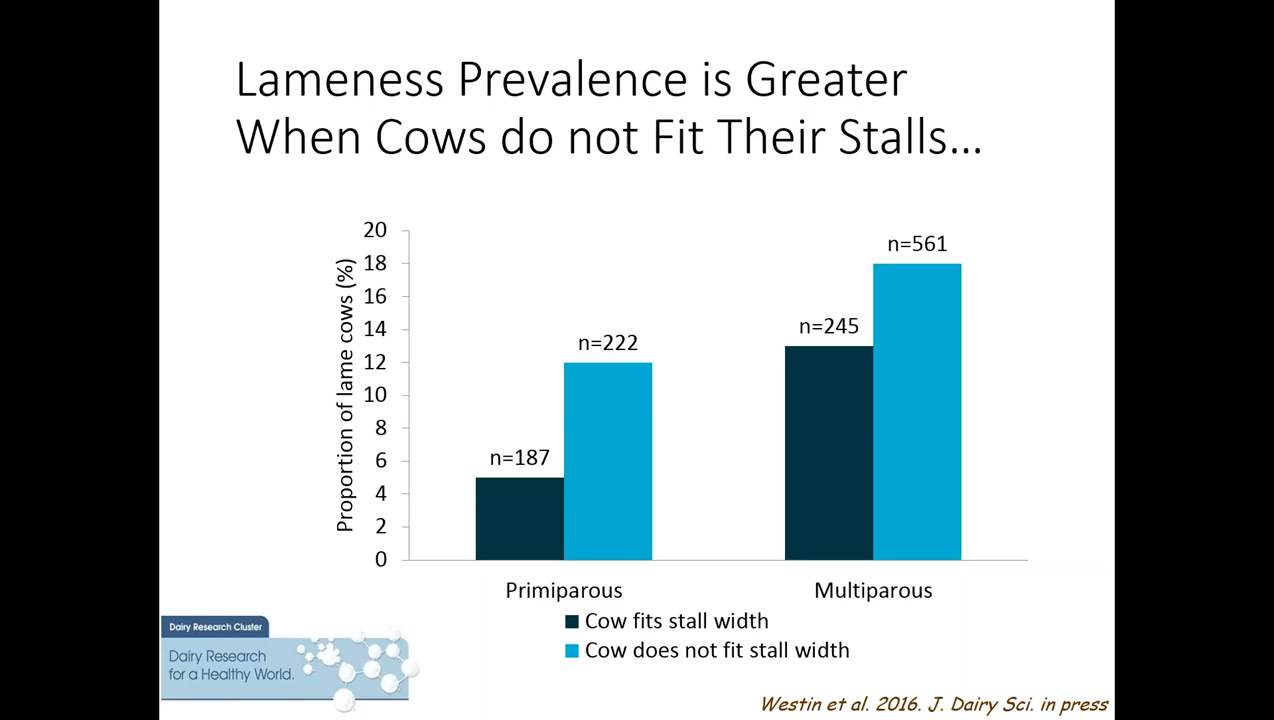 Lameness Prevalence is Greater
When Cows do not Fit Their Stalls...
Proportion of lame cows (%)
20
18
16
14
12
10
8
6
4
2
0
n=187
n=222
n=245
n=561
Primiparous
Multiparous
Cow fits stall width
Cow does not fit stall width
Dairy Research Cluster
Dairy Research
for a Healthy World.
Westin et al. 2016. J. Dairy Sci. in press